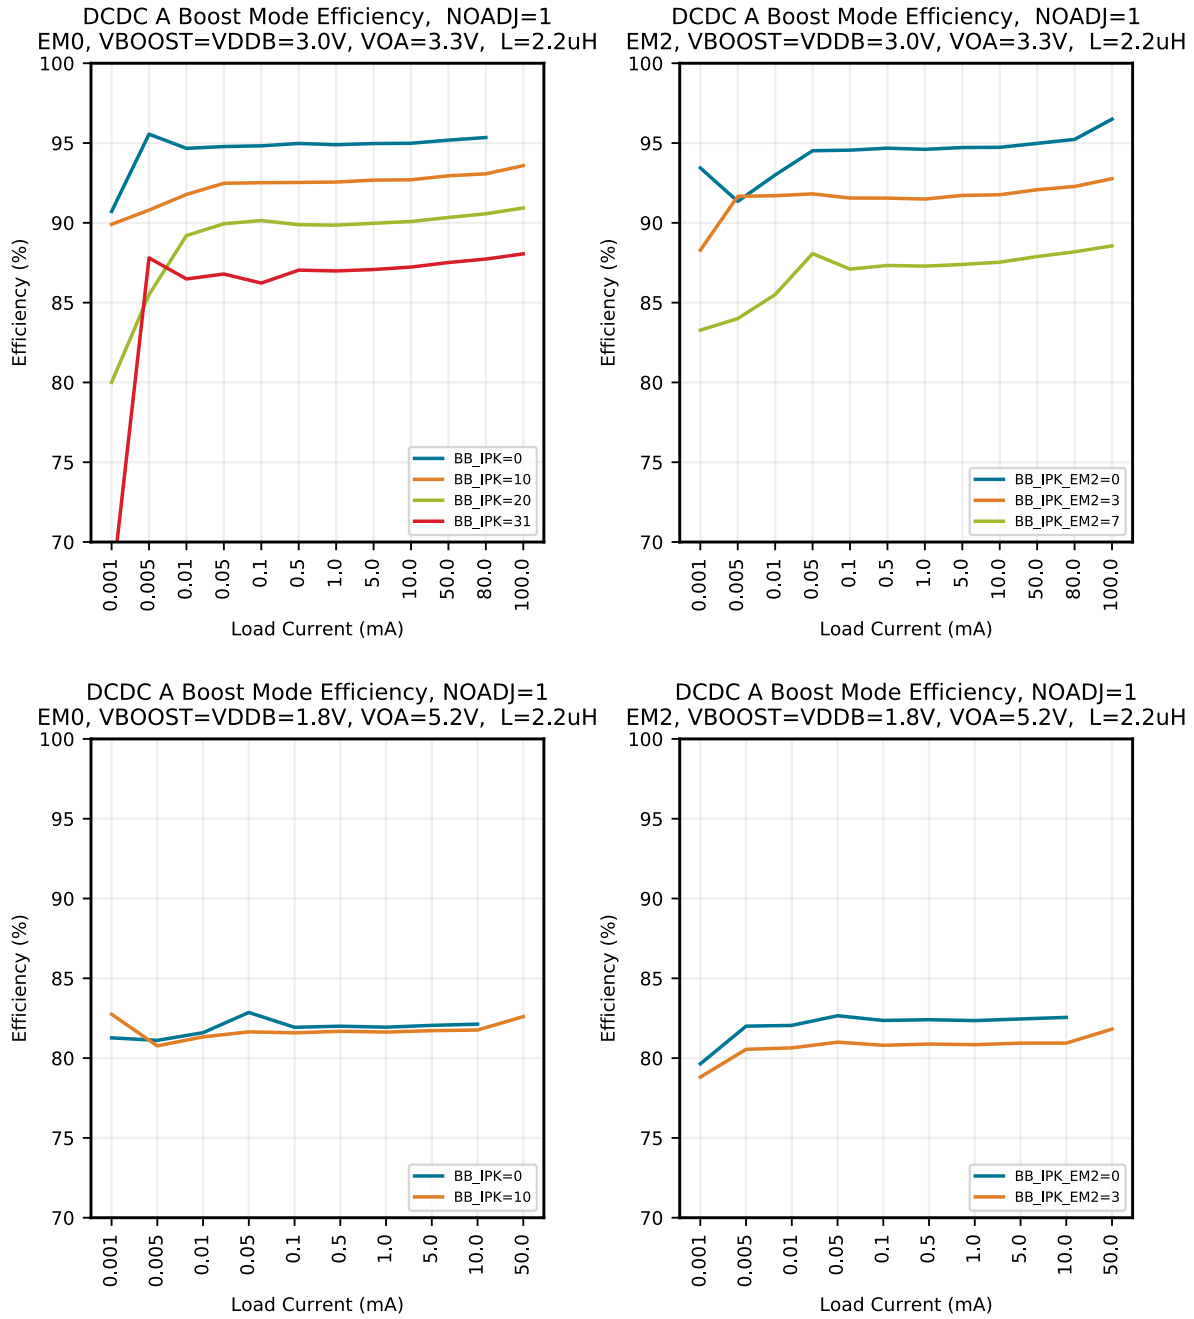 DCDC A Boost Mode Efficiency, NOADJ=1
EM0, VBOOST=VDDB=3.0V, VOA=3.3V, L=2.2uH
Efficiency (%)
100
95
90
85
80
75
70
BB_IPK=0
BB_IPK=10
BB_IPK=20
BB_IPK=31
0.001
0.005
0.01
0.05
0.1
0.5
1.0
5.0
10.0
50.0
80.0
100.0
Load Current (mA)
DCDC A Boost Mode Efficiency, NOADJ=1
EM2, VBOOST=VDDB=3.0V, VOA=3.3V, L=2.2uH
Efficiency (%)
100
95
90
85
80
75
70
BB_IPK_EM2=0
BB_IPK_EM2=3
BB_IPK_EM2=7
0.001
0.005
0.01
0.05
0.1
0.5
1.0
5.0
10.0
50.0
80.0
100.0
Load Current (mA)
DCDC A Boost Mode Efficiency, NOADJ=1
EM0, VBOOST=VDDB=1.8V, VOA=5.2V, L=2.2uH
Efficiency (%)
100
95
90
85
80
75
70
BB_IPK=0
BB_IPK=10
0.001
0.005
0.01
0.05
0.1
0.5
1.0
5.0
10.0
50.0
Load Current (mA)
DCDC A Boost Mode Efficiency, NOADJ=1
EM2, VBOOST=VDDB=1.8V, VOA=5.2V, L=2.2uH
Efficiency (%)
100
95
90
85
80
75
70
BB_IPK_EM2=0
BB_IPK_EM2=3
0.001
0.005
0.01
0.05
0.1
0.5
1.0
5.0
10.0
50.0
Load Current (mA)